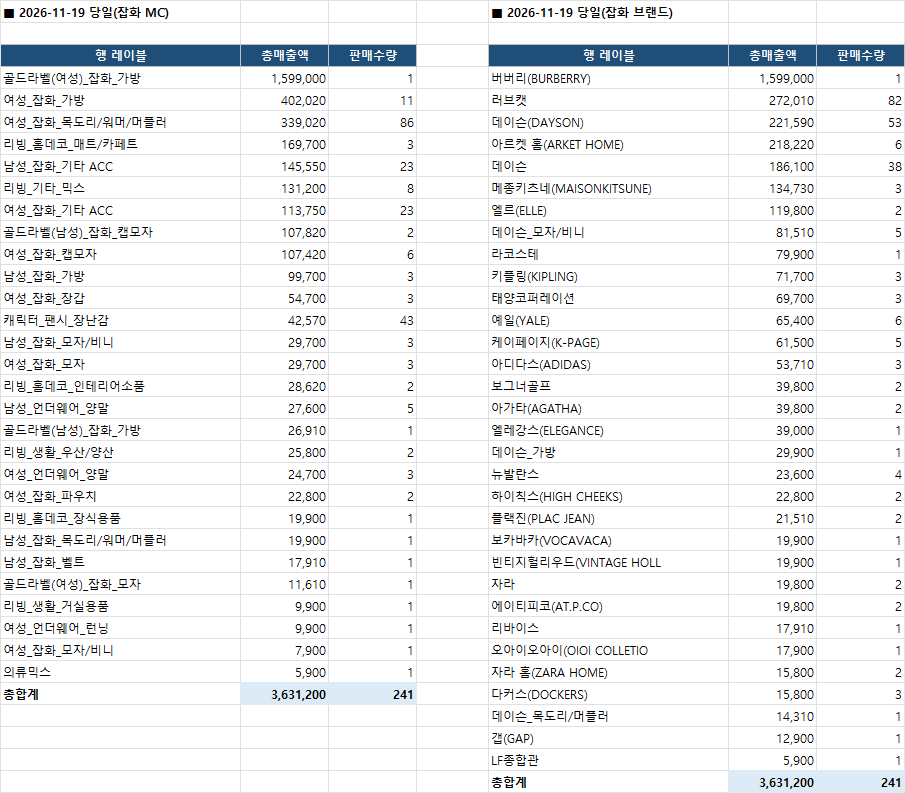 ■ 2026-11-19 당일(잡화 MC)
행 레이블 총매출액 판매수량
골드라벨(여성)_잡화_가방 1,599,000 1
여성_잡화_가방 402,020 11
여성_잡화_목도리/워머/머플러 339,020 86
리빙_홈데코_매트/카페트 169,700 3
남성_잡화_기타 ACC 145,550 23
리빙_기타_믹스 131,200 8
여성_잡화_기타 ACC 113,750 23
골드라벨(남성)_잡화_캡모자 107,820 2
여성_잡화_캡모자 107,420 6
남성_잡화_가방 99,700 3
여성_잡화_장갑 54,700 3
캐릭터_팬시_장난감 42,570 43
남성_잡화_모자/비니 29,700 3
여성_잡화_모자 29,700 3
리빙_홈데코_인테리어소품 28,620 2
남성_언더웨어_양말 27,600 5
골드라벨(남성)_잡화_가방 26,910 1
리빙_생활_우산/양산 25,800 2
여성_언더웨어_양말 24,700 3
여성_잡화_파우치 22,800 2
리빙_홈데코_장식용품 19,900 1
남성_잡화_목도리/워머/머플러 19,900 1
남성_잡화_벨트 17,910 1
골드라벨(여성)_잡화_모자 11,610 1
리빙_생활_거실용품 9,900 1
여성_언더웨어_런닝 9,900 1
여성_잡화_모자/비니 7,900 1
의류믹스 5,900 1
총합계 3,631,200 241
■ 2026-11-19 당일(잡화 브랜드)
행 레이블 총매출액 판매수량
버버리(BURBERRY) 1,599,000 1
러브캣 272,010 82
데이슨(DAYSON) 221,590 53
아르켓 홈(ARKET HOME) 218,220 6
데이슨 186,100 38
메종키츠네(MAISONKITSUNE) 134,730 3
엘르(ELLE) 119,800 2
데이슨_모자/비니 81,510 5
라코스테 79,900 1
키플링(KIPLING) 71,700 3
태양코퍼레이션 69,700 3
예일(YALE) 65,400 6
케이페이지(K-PAGE) 61,500 5
아디다스(ADIDAS) 53,710 3
보그너골프 39,800 2
아가타(AGATHA) 39,800 2
엘레강스(ELEGANCE) 39,000 1
데이슨_가방 29,900 1
뉴발란스 23,600 4
하이칙스(HIGH CHEEKS) 22,800 2
플랙진(PLAC JEAN) 21,510 2
보카바카(VOCAVACA) 19,900 1
빈티지헐리우드(VINTAGE HOLL 19,900 1
자라 19,800 2
에이티피코(AT.P.CO) 19,800 2
리바이스 17,910 1
오아이오아이(OIOI COLLETIO 17,900 1
자라 홈(ZARA HOME) 15,800 2
다커스(DOCKERS) 15,800 3
데이슨_목도리/머플러 14,310 1
갭(GAP) 12,900 1
LF종합관 5,900 1
총합계 3,631,200 241